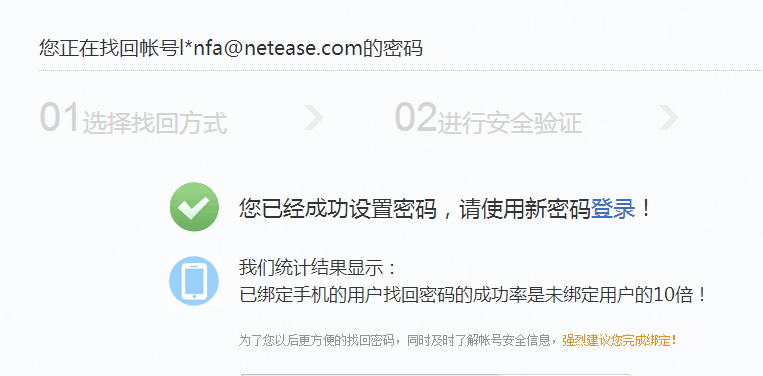 您正在找回帐号l*nfa@netease.com的密码
01选择找回方式
02进行安全验证
您已经成功设置密码，请使用新密码登录！
我们统计结果显示：
已绑定手机的用户找回密码的成功率是未绑定用户的10倍！
为了您以后更方便的找回密码，同时及时了解帐号安全信息，强烈建议您完成绑定！